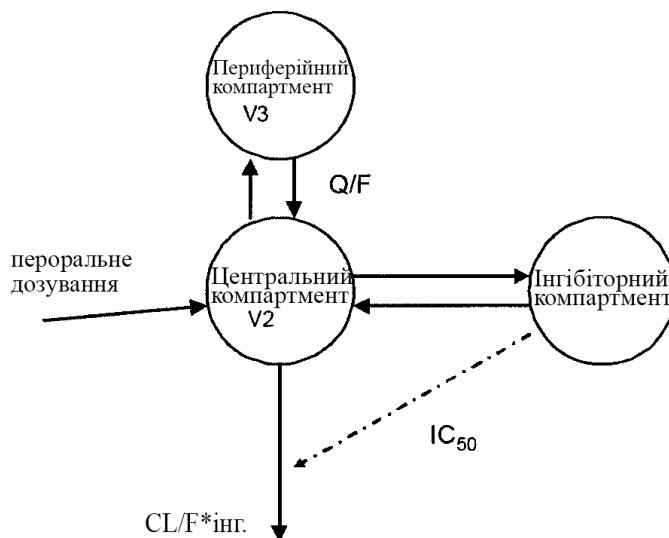 Периферійний
компартмент
V3
Q/F
пероральне
дозування
Центральний
компартмент
V2
Інгібіторний
компартмент
IC50
CL/F*інг.